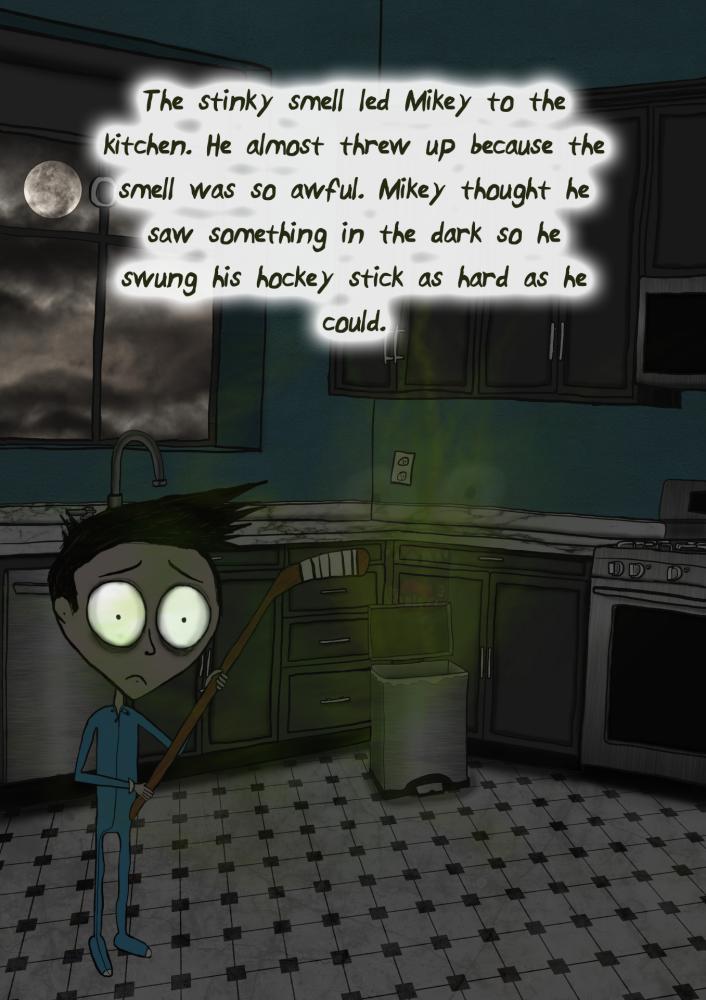 The stinky smell led Mikey to the
kitchen. He almost threw up because the
smell was so awful. Mikey thought he
saw something in the dark so he
swung his hockey stick as hard as he
could.